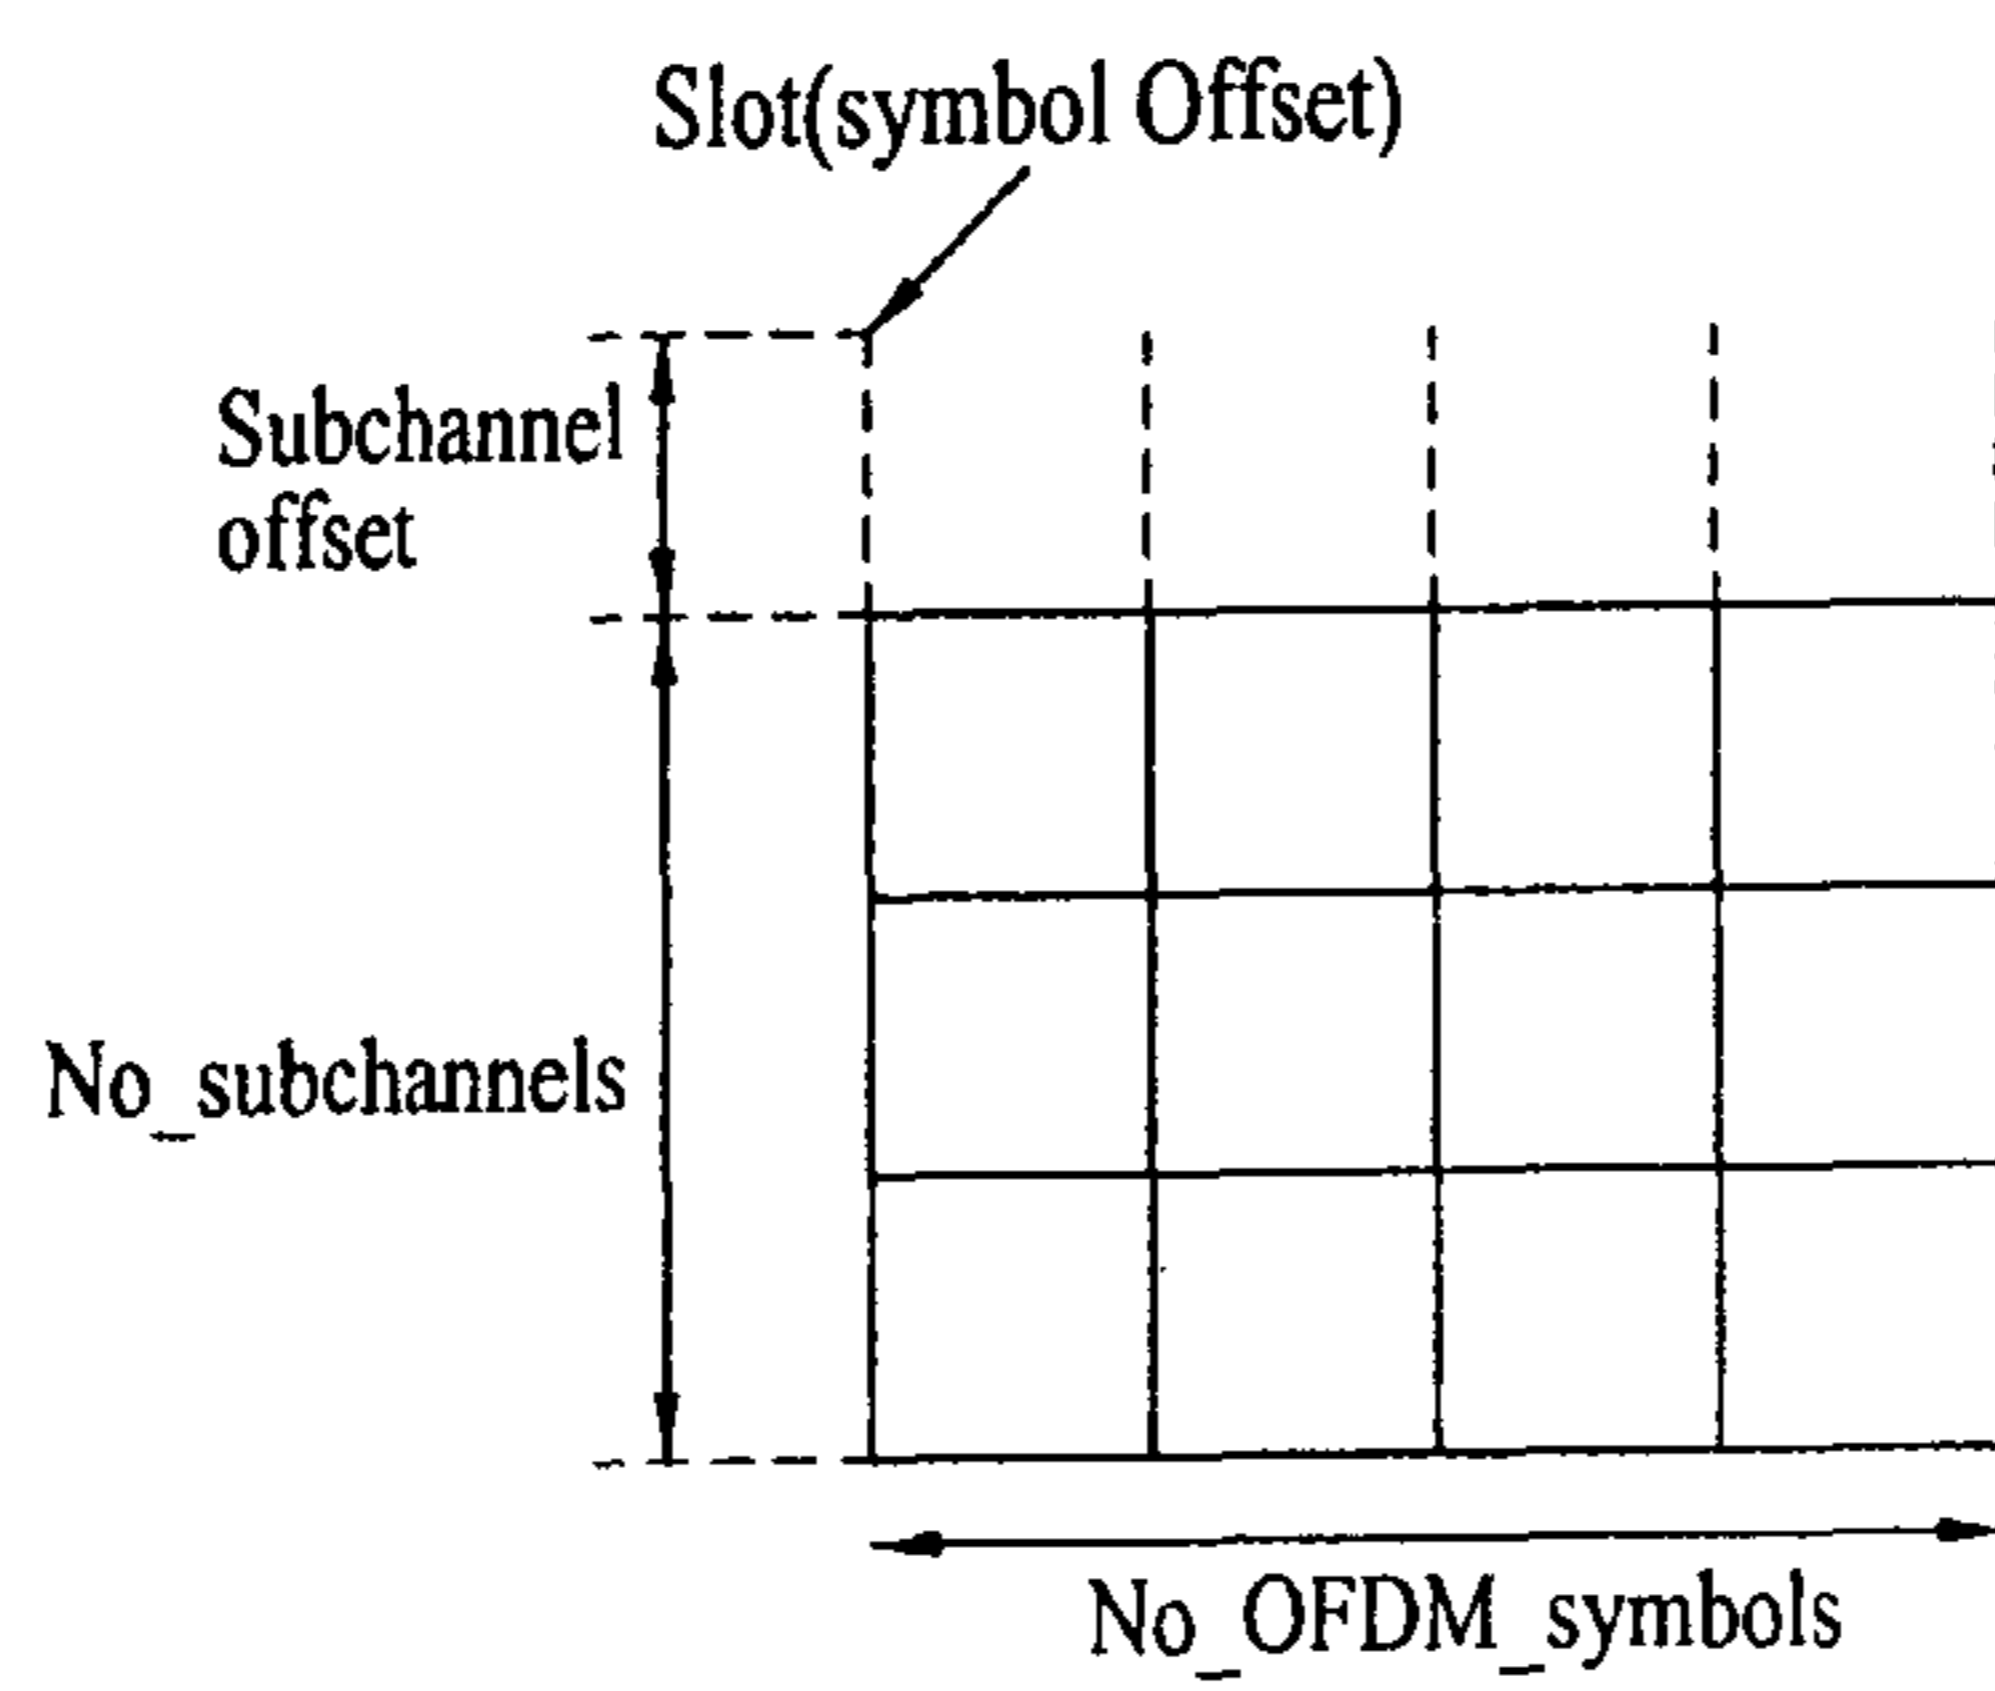 Slot(symbol Offset)
Subchannel
offset
No_subchannels
No_OFDM_symbols